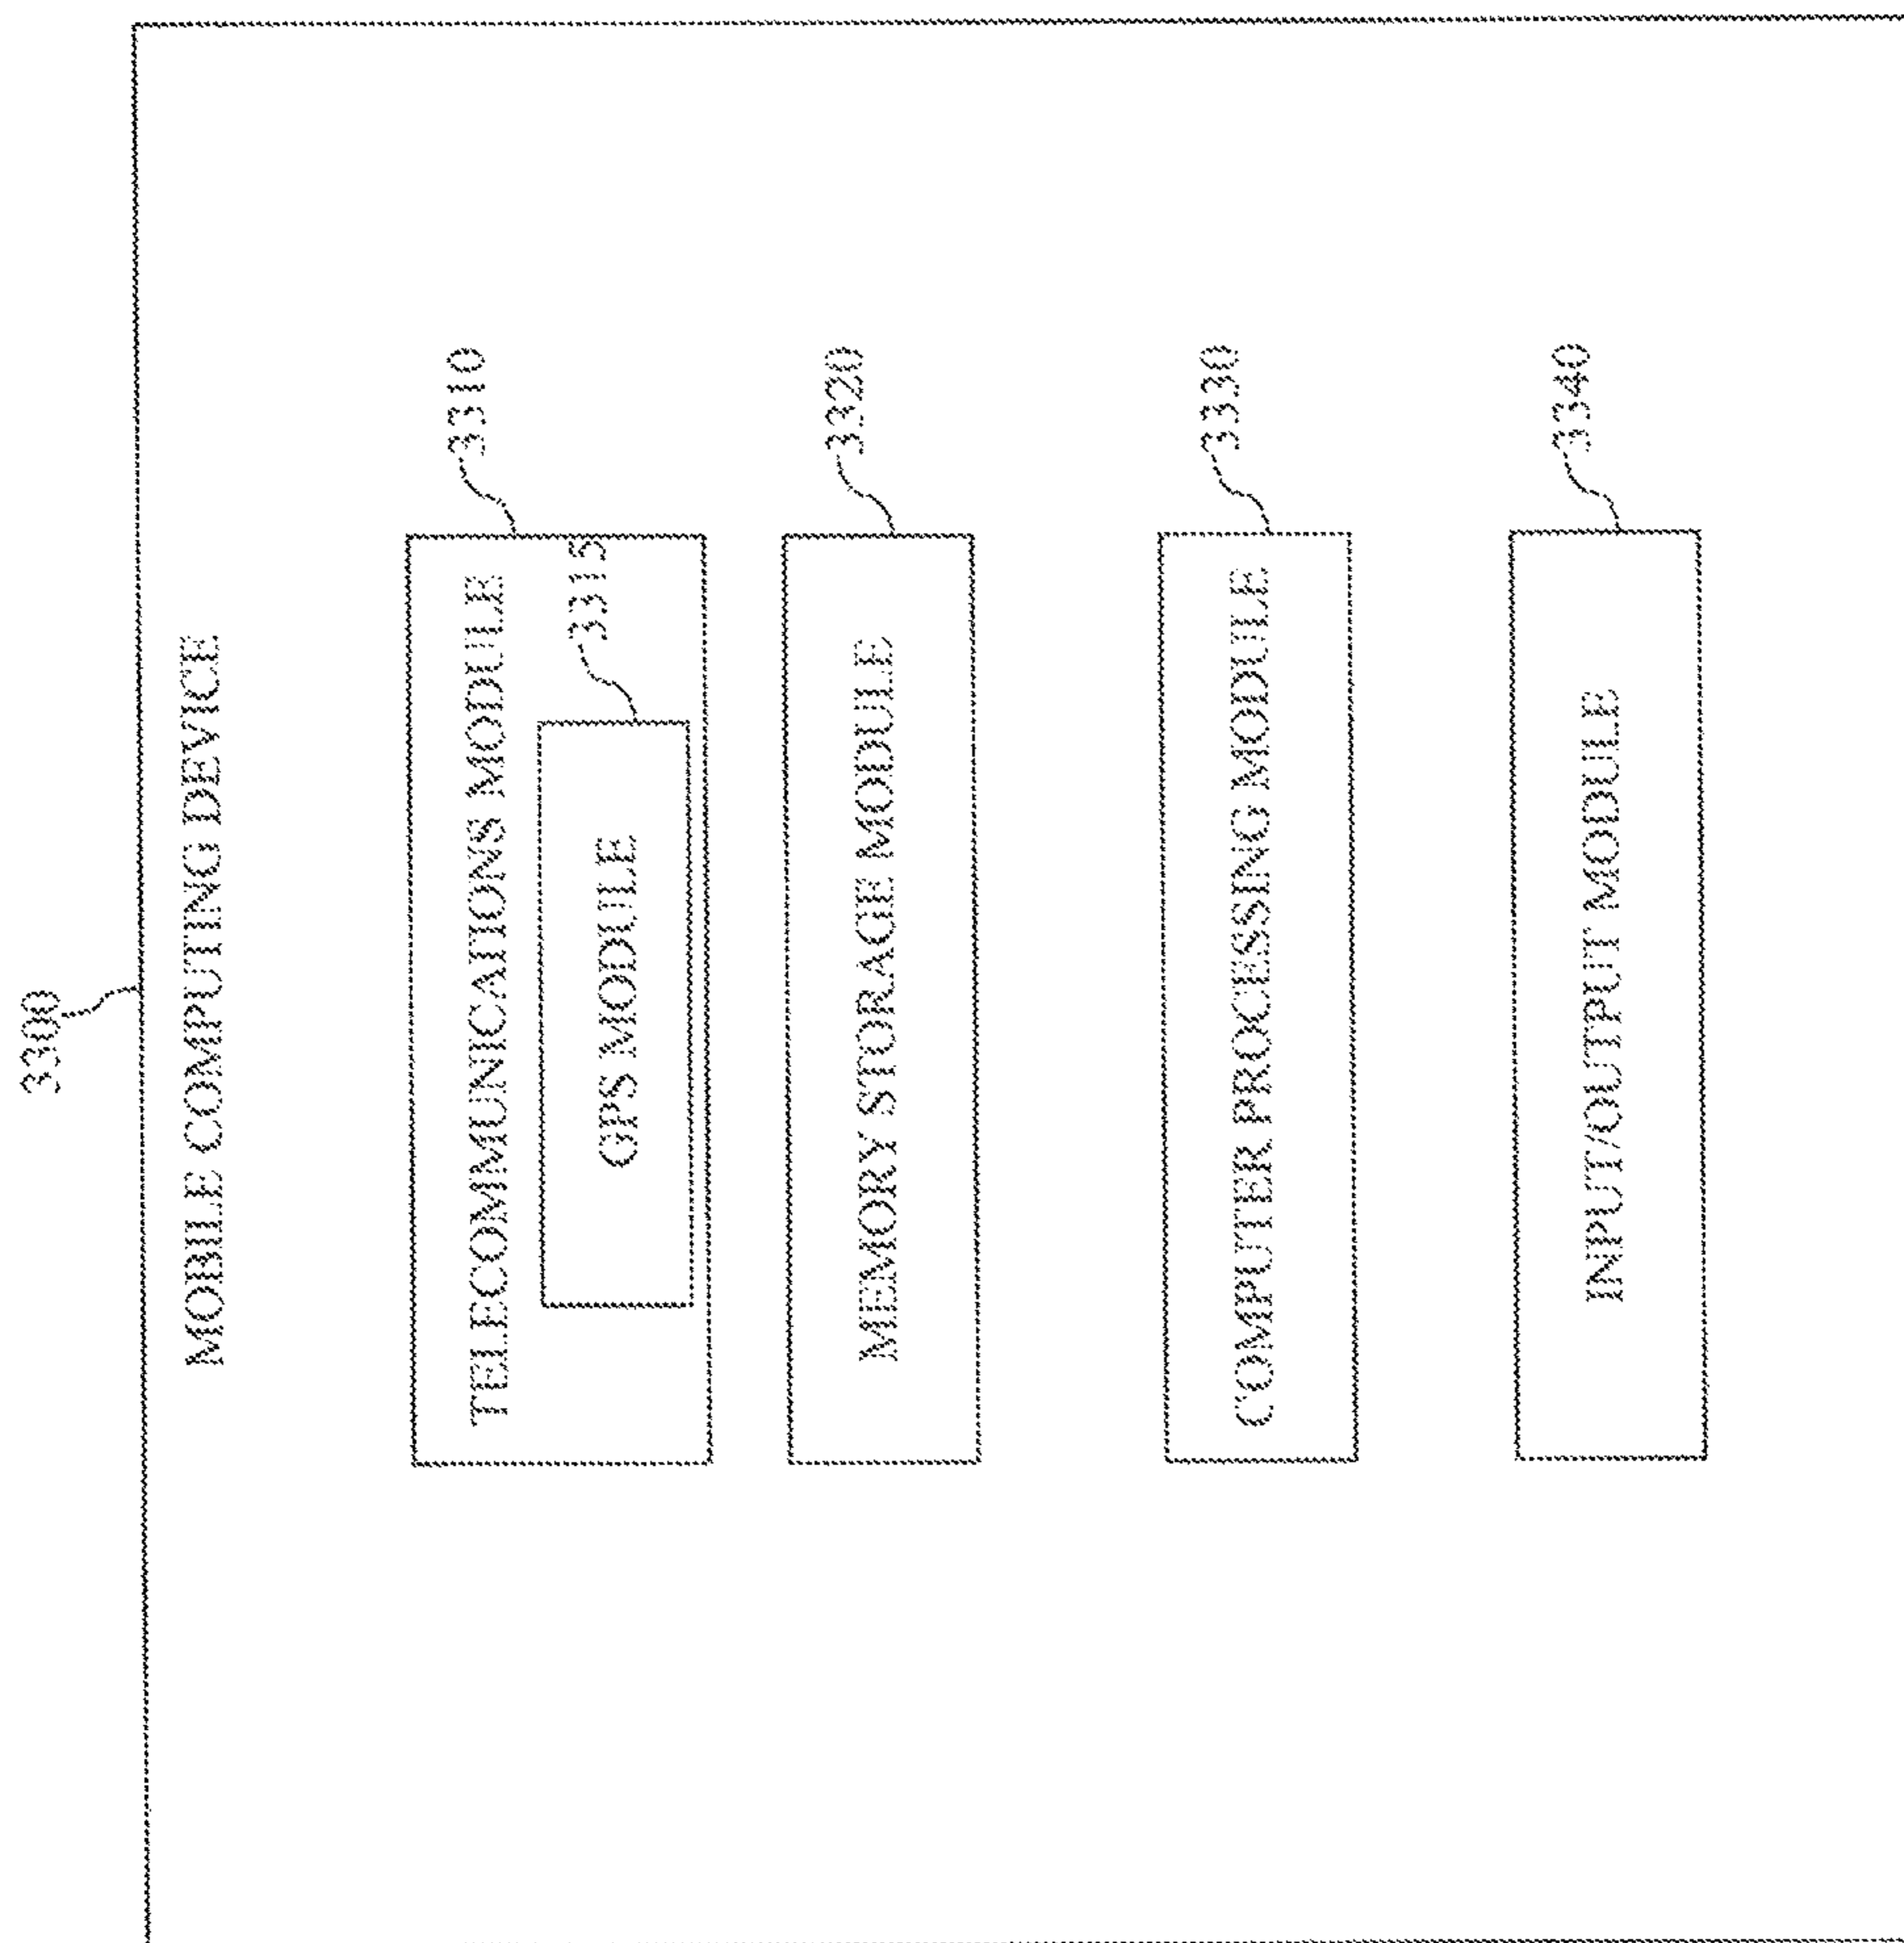 3300
MOBILE COMPUTING DEVICE
3310
TELECOMMUNICATIONS MODULE
3315
GPS MODULE
3320
MEMORY STORAGE MODULE
3330
COMPUTER PROCESSING MODULE
3340
INPUT/OUTPUT MODULE